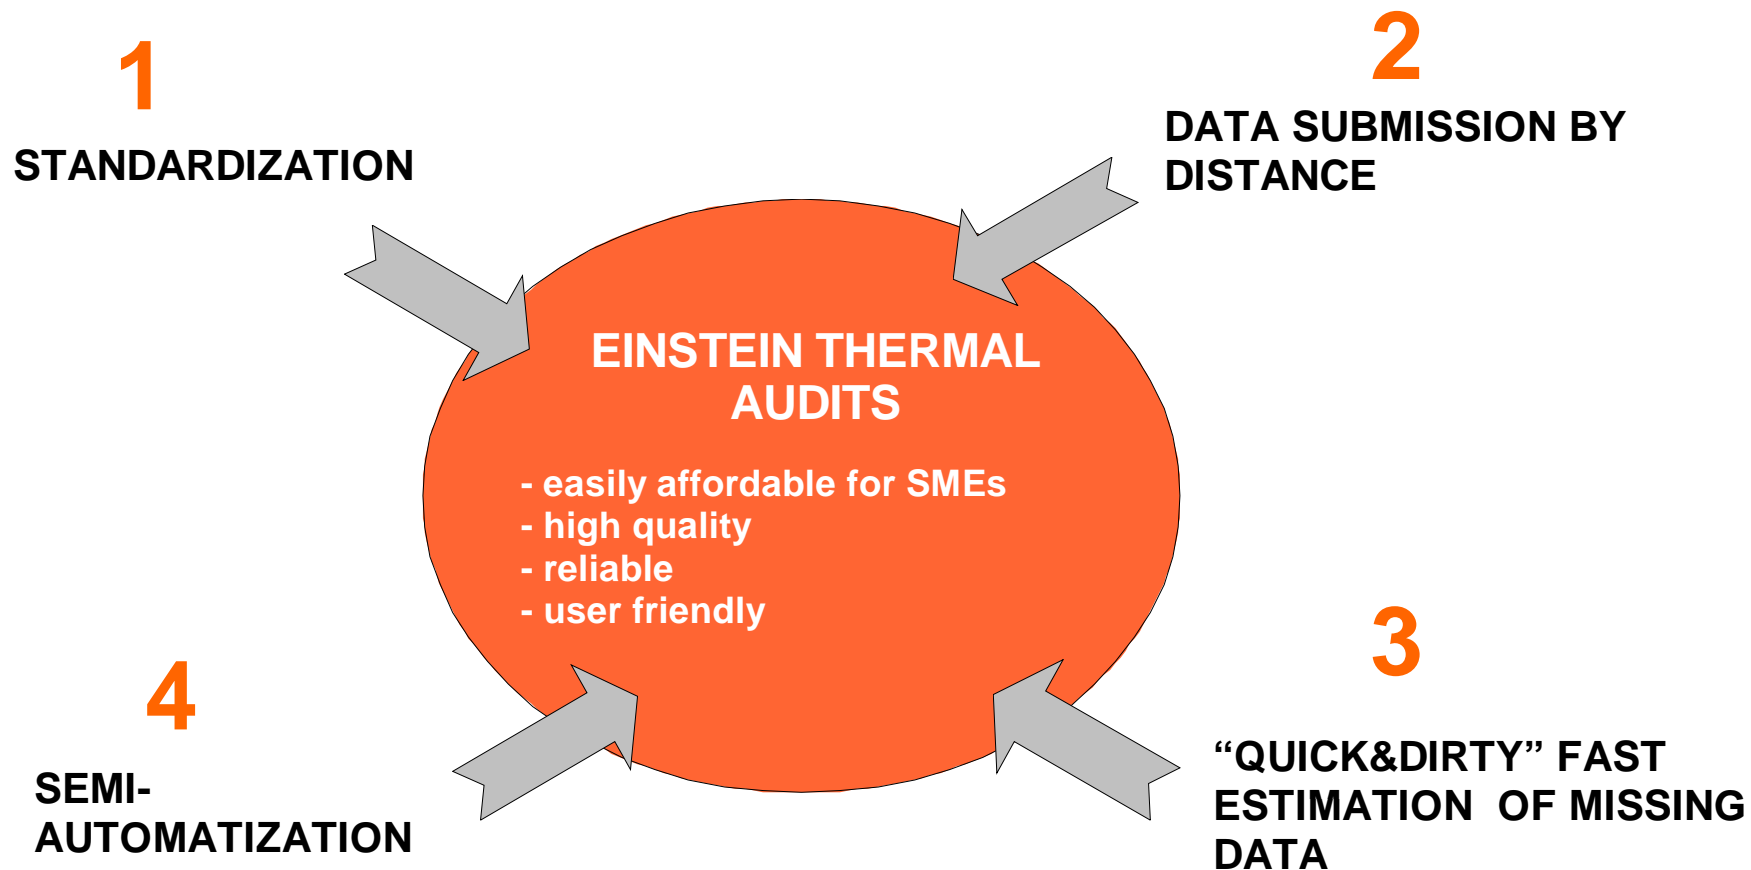 1
STANDARDIZATION
2
DATA SUBMISSION BY
DISTANCE
EINSTEIN THERMAL
AUDITS
- easily affordable for SMEs
- high quality
- reliable
- user friendly
3
“QUICK&DIRTY” FAST
ESTIMATION OF MISSING
DATA
4
SEMI-
AUTOMATIZATION